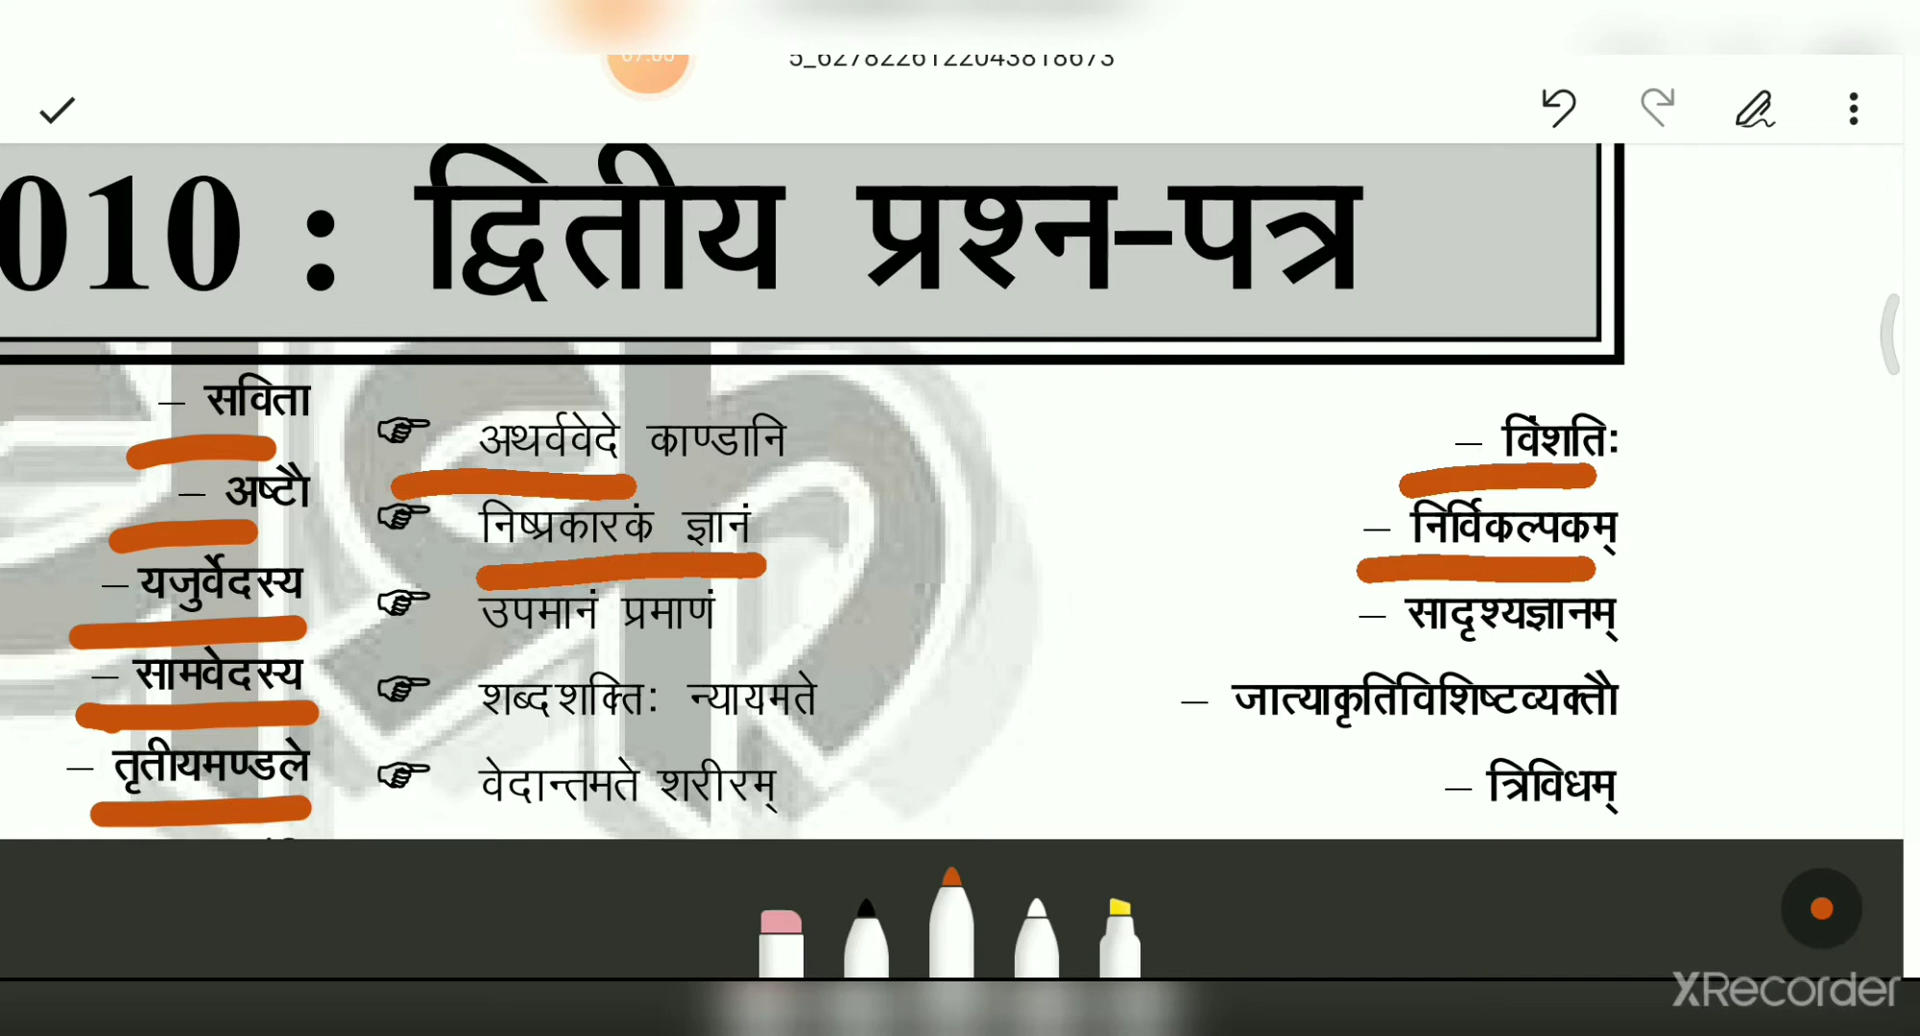 5_6278226122043818673
010 : द्वितीय प्रश्न-पत्र
– सविता
– अष्टौ
– यजुर्वेदस्य
– सामवेदस्य
– तृतीयमण्डले
☞ अथर्ववेदे काण्डानि – विंशतिः
☞ निष्प्रकारकं ज्ञानं – निर्विकल्पकम्
☞ उपमानं प्रमाणं – सादृश्यज्ञानम्
☞ शब्दशक्तिः न्यायमते – जात्याकृतिविशिष्टव्यक्तौ
☞ वेदान्तमते शरीरम् – त्रिविधम्
XRecorder